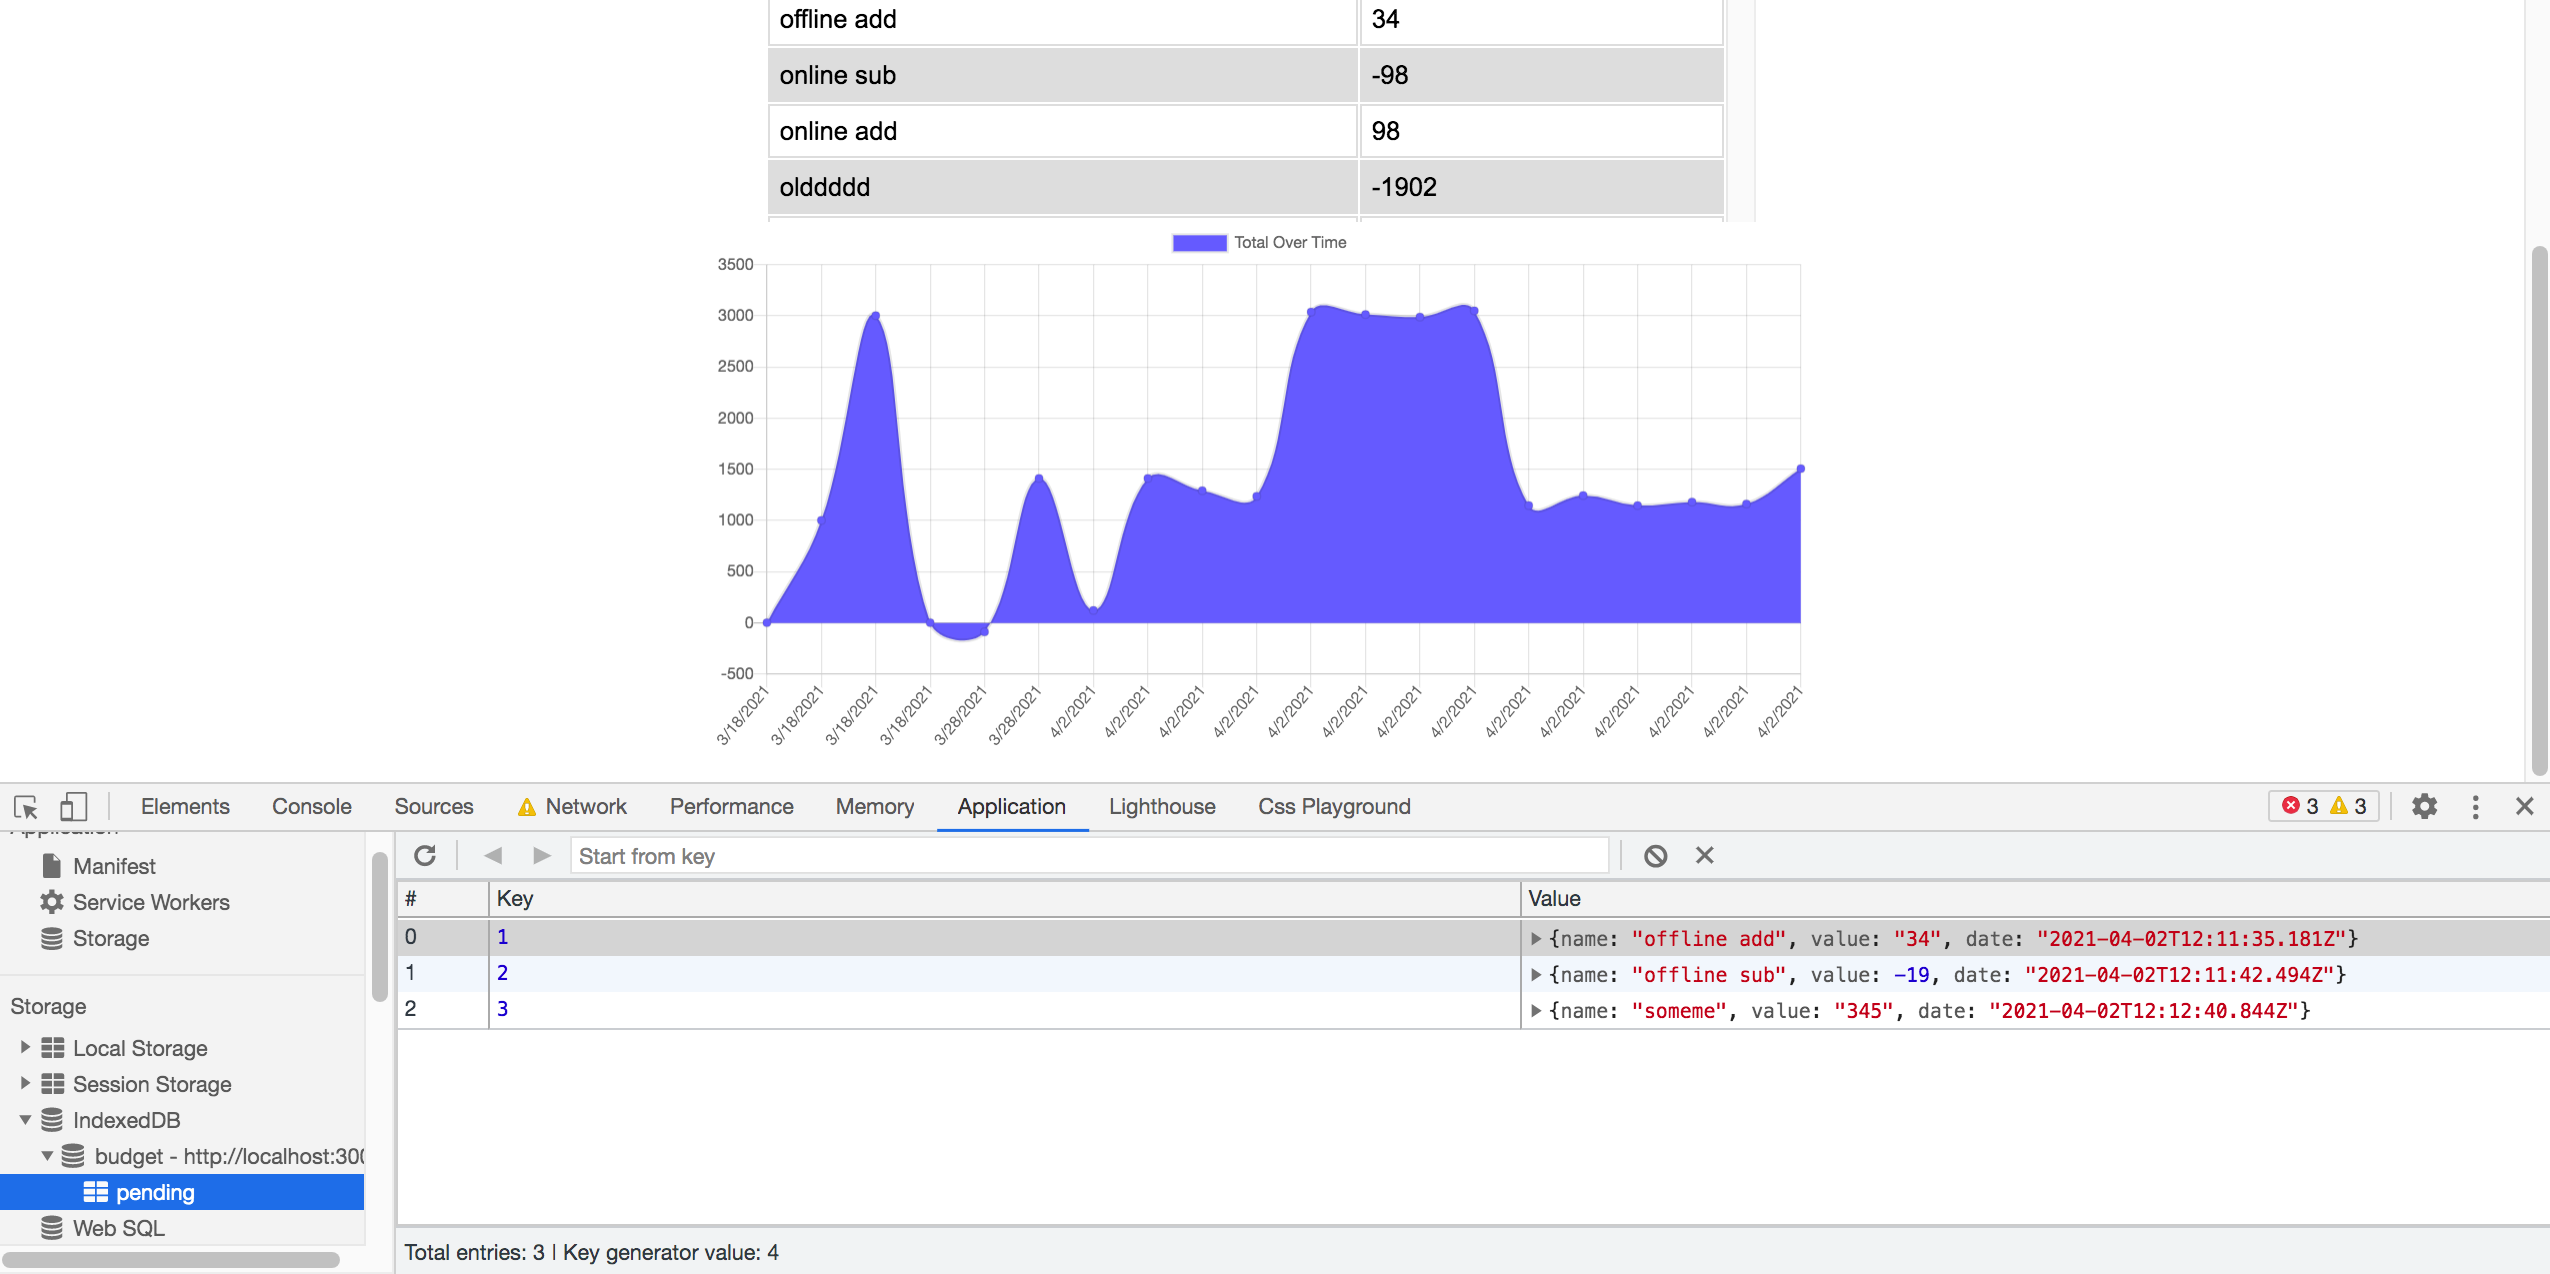 offline add 34
online sub -98
online add 98
olddddd -1902
Total Over Time
3500
3000
2500
2000
1500
1000
500
0
-500
3/18/2021 3/18/2021 3/18/2021 3/18/2021 3/28/2021 3/28/2021 4/2/2021 4/2/2021 4/2/2021 4/2/2021 4/2/2021 4/2/2021 4/2/2021 4/2/2021 4/2/2021 4/2/2021 4/2/2021 4/2/2021 4/2/2021 4/2/2021
Elements Console Sources Network Performance Memory Application Lighthouse Css Playground 3 3
Application
Manifest
Service Workers
Storage
Storage
Local Storage
Session Storage
IndexedDB
budget - http://localhost:300
pending
Web SQL
Start from key
# Key Value
0 1 {name: "offline add", value: "34", date: "2021-04-02T12:11:35.181Z"}
1 2 {name: "offline sub", value: -19, date: "2021-04-02T12:11:42.494Z"}
2 3 {name: "someme", value: "345", date: "2021-04-02T12:12:40.844Z"}
Total entries: 3 | Key generator value: 4